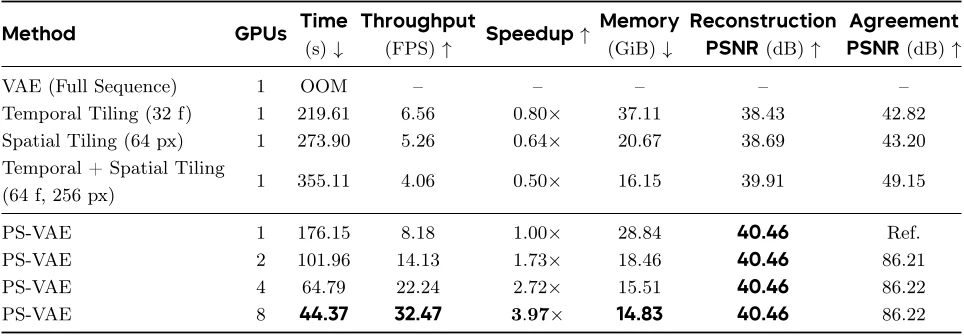 Method GPUs Time (s) ↓ Throughput (FPS) ↑ Speedup ↑ Memory (GiB) ↓ Reconstruction PSNR (dB) ↑ Agreement PSNR (dB) ↑
VAE (Full Sequence) 1 OOM – – – – –
Temporal Tiling (32 f) 1 219.61 6.56 0.80× 37.11 38.43 42.82
Spatial Tiling (64 px) 1 273.90 5.26 0.64× 20.67 38.69 43.20
Temporal + Spatial Tiling
(64 f, 256 px) 1 355.11 4.06 0.50× 16.15 39.91 49.15
PS-VAE 1 176.15 8.18 1.00× 28.84 40.46 Ref.
PS-VAE 2 101.96 14.13 1.73× 18.46 40.46 86.21
PS-VAE 4 64.79 22.24 2.72× 15.51 40.46 86.22
PS-VAE 8 44.37 32.47 3.97× 14.83 40.46 86.22